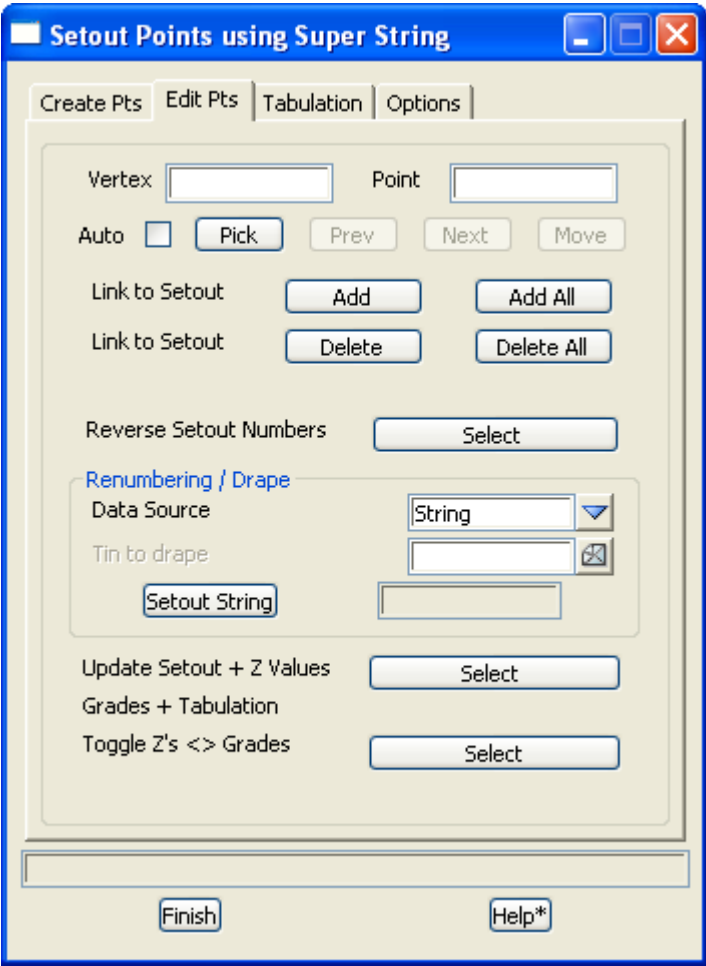 Setout Points using Super String
Create Pts Edit Pts Tabulation Options
Vertex Point
Auto Pick Prev Next Move
Link to Setout Add Add All
Link to Setout Delete Delete All
Reverse Setout Numbers Select
Renumbering / Drape
Data Source String
Tin to drape
Setout String
Update Setout + Z Values Select
Grades + Tabulation
Toggle Z's <> Grades Select
Finish Help*